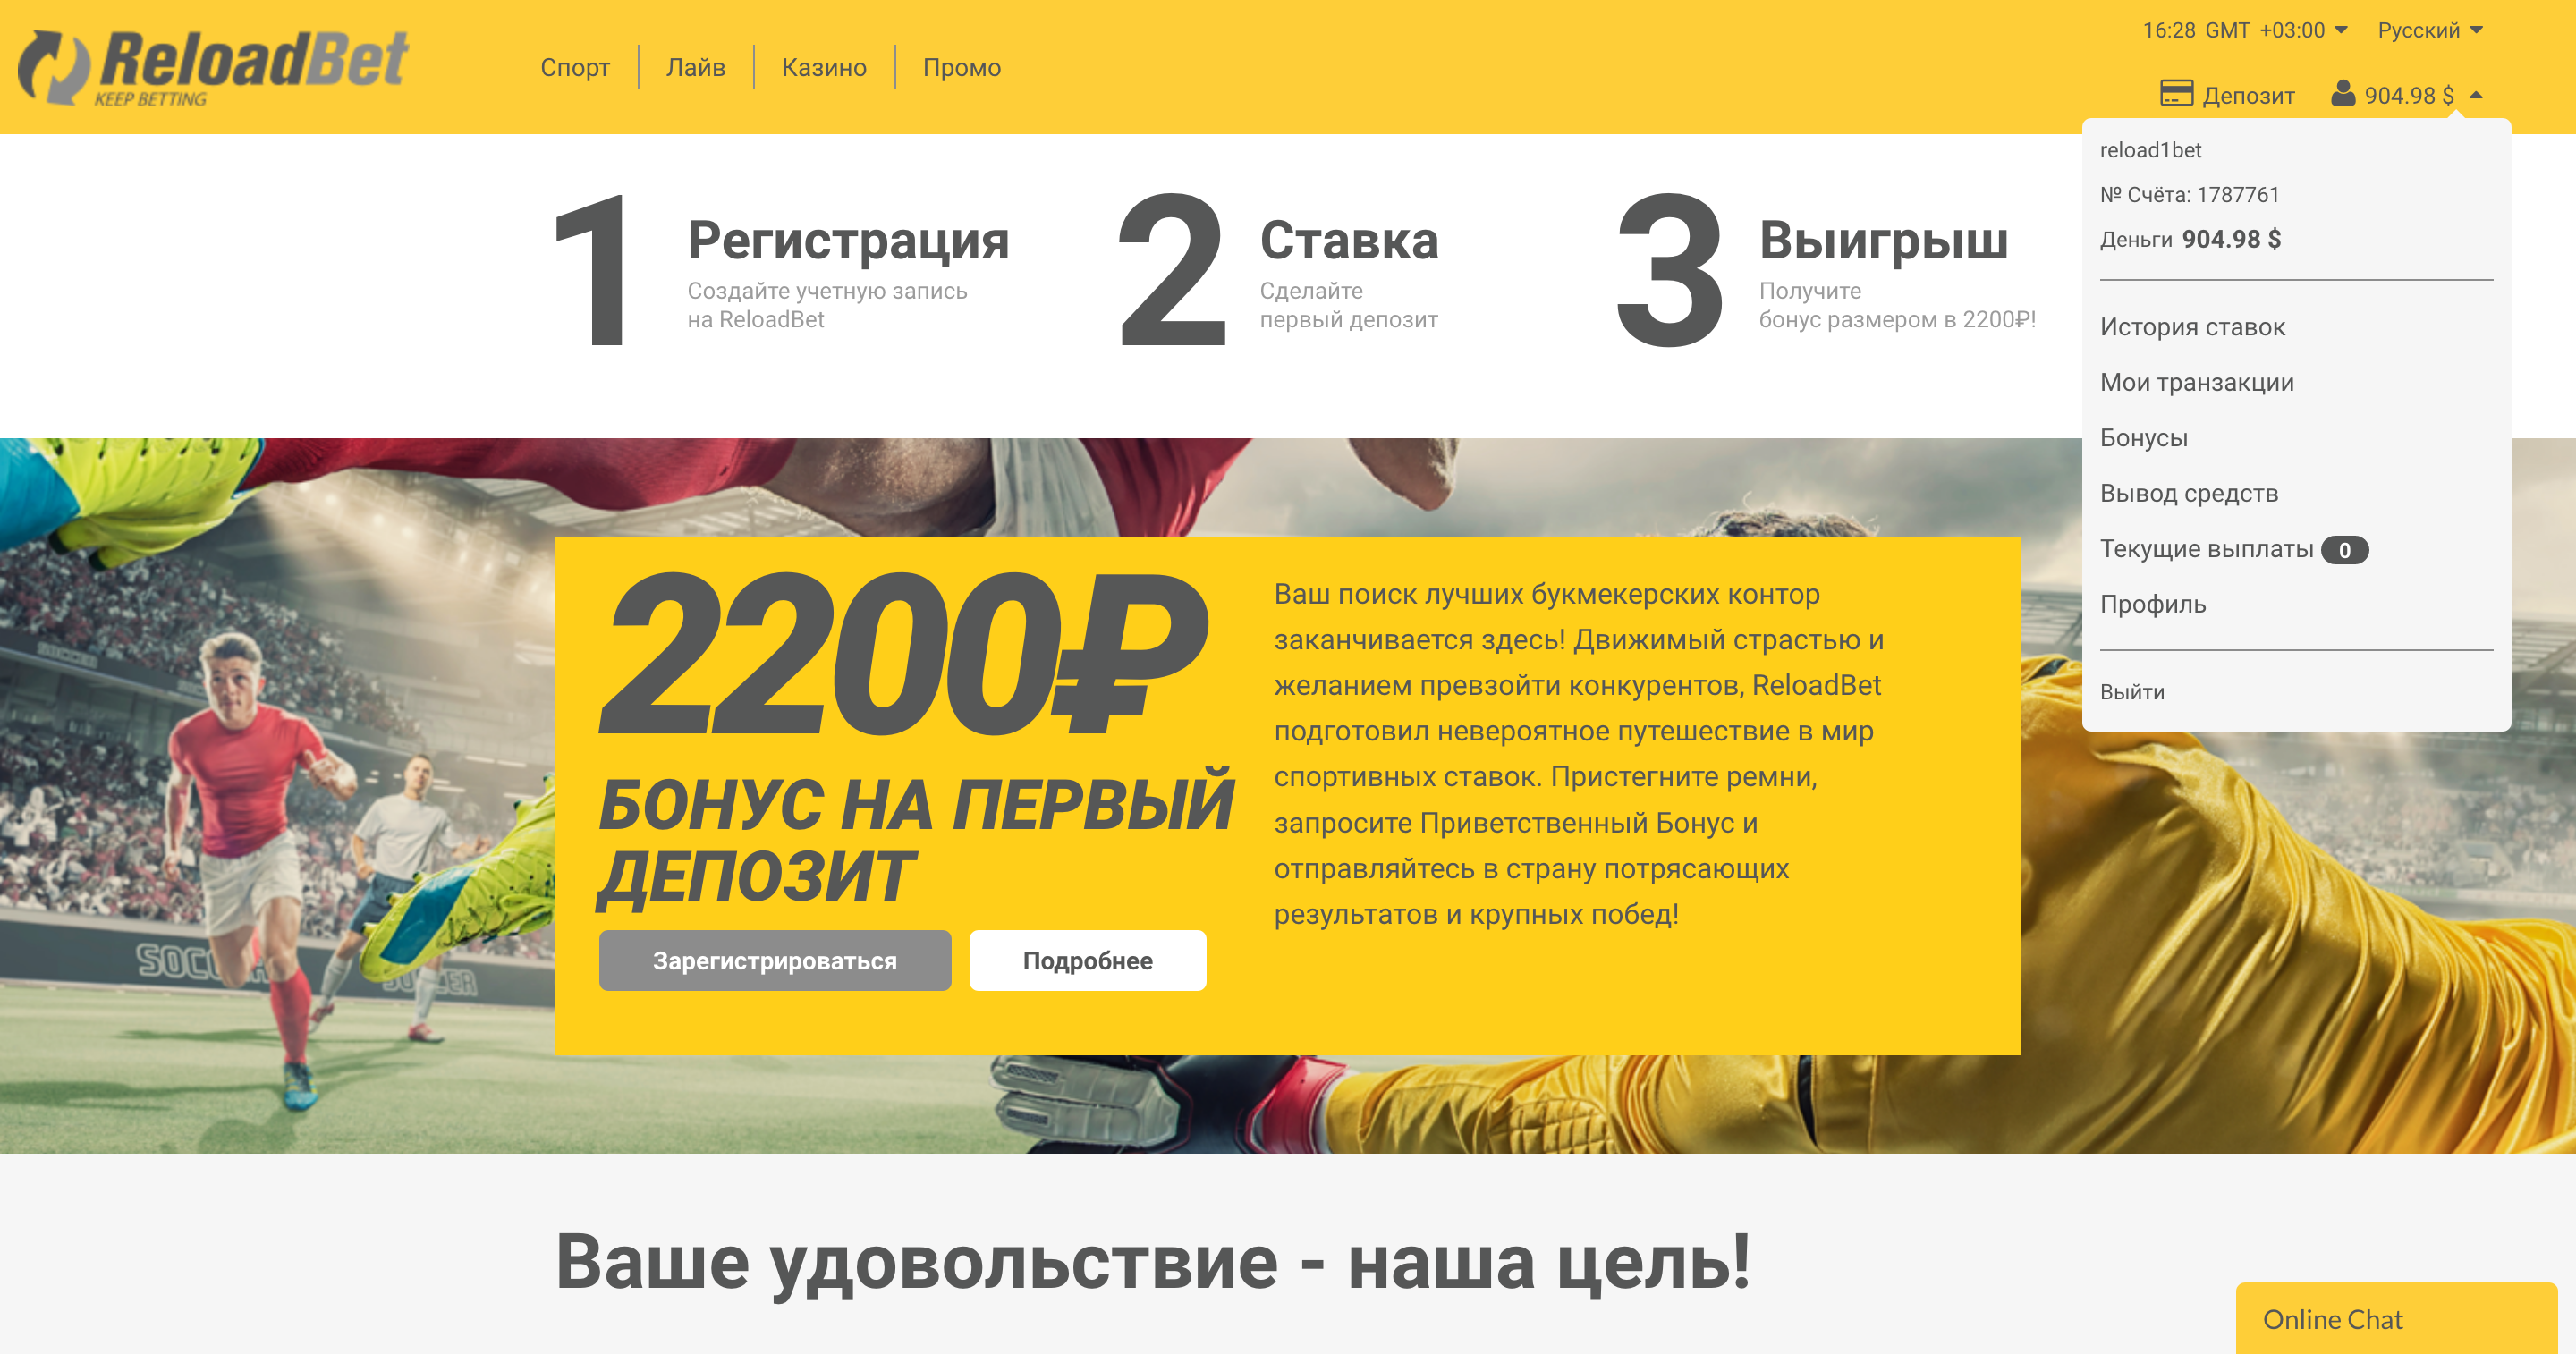 ReloadBet
KEEP BETTING
Спорт
Лайв
Казино
Промо
16:28 GMT +03:00
Русский
Депозит
904.98 $
reload1bet
№ Счёта: 1787761
Деньги 904.98 $
История ставок
Мои транзакции
Бонусы
Вывод средств
Текущие выплаты 0
Профиль
Выйти
1
Регистрация
Создайте учетную запись
на ReloadBet
2
Ставка
Сделайте
первый депозит
3
Выигрыш
Получите
бонус размером в 2200₽!
SOCCER
SOCCER
2200₽
БОНУС НА ПЕРВЫЙ
ДЕПОЗИТ
Зарегистрироваться
Подробнее
Ваш поиск лучших букмекерских контор
заканчивается здесь! Движимый страстью и
желанием превзойти конкурентов, ReloadBet
подготовил невероятное путешествие в мир
спортивных ставок. Пристегните ремни,
запросите Приветственный Бонус и
отправляйтесь в страну потрясающих
результатов и крупных побед!
Ваше удовольствие - наша цель!
Online Chat